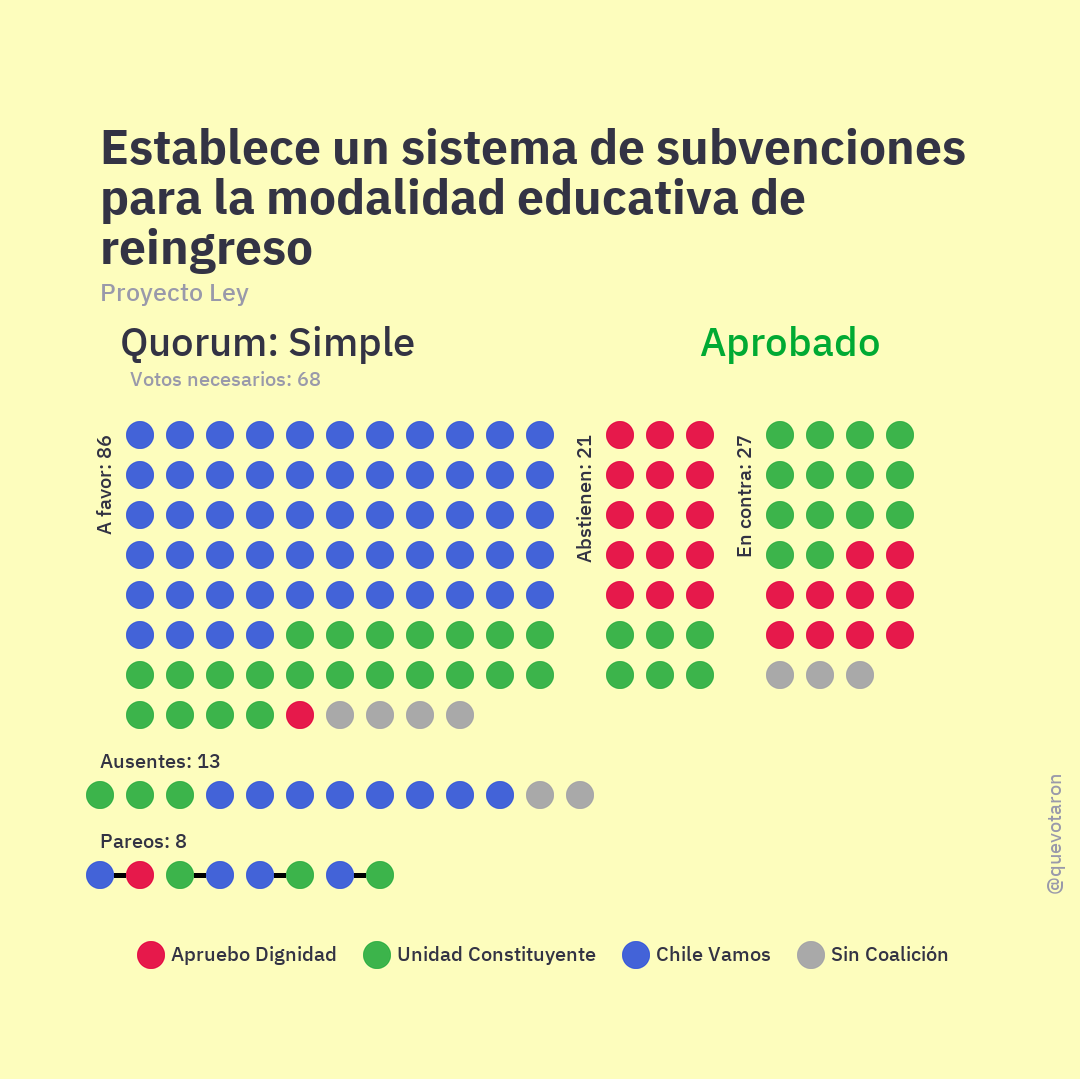 Establece un sistema de subvenciones
para la modalidad educativa de
reingreso
Proyecto Ley
Quorum: Simple
Aprobado
Votos necesarios: 68
A favor: 86
Abstienen: 21
En contra: 27
Ausentes: 13
Pareos: 8
@quevotaron
Apruebo Dignidad
Unidad Constituyente
Chile Vamos
Sin Coalición